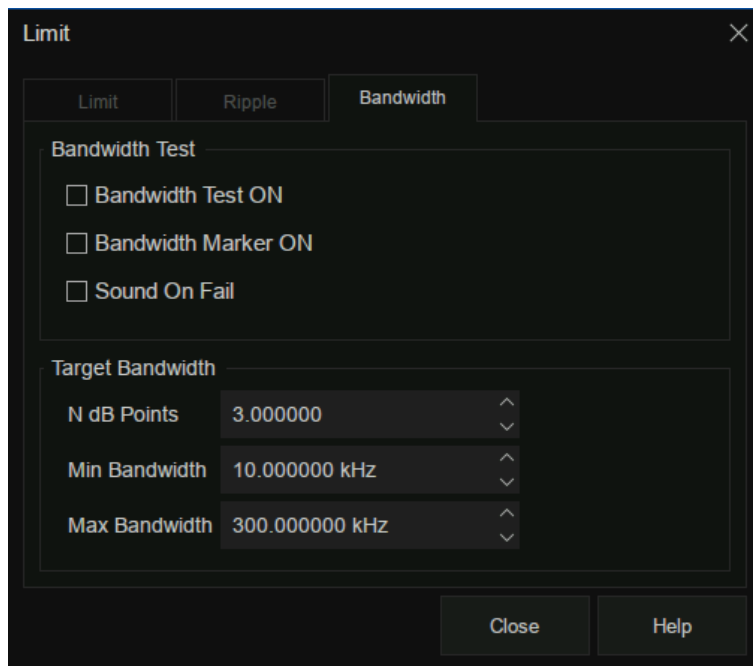 Limit
Limit Ripple Bandwidth
Bandwidth Test
Bandwidth Test ON
Bandwidth Marker ON
Sound On Fail
Target Bandwidth
N dB Points 3.000000
Min Bandwidth 10.000000 kHz
Max Bandwidth 300.000000 kHz
Close Help